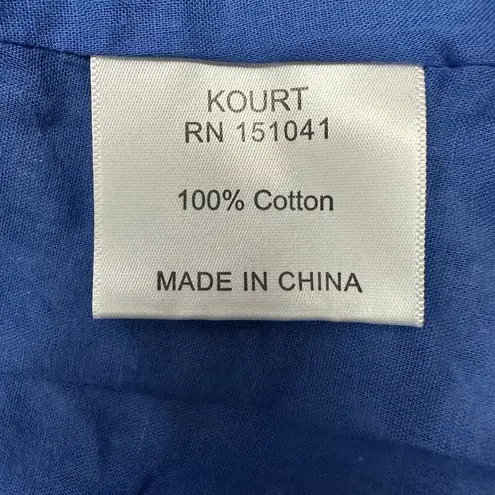 KOURT
RN 151041
100% Cotton
MADE IN CHINA